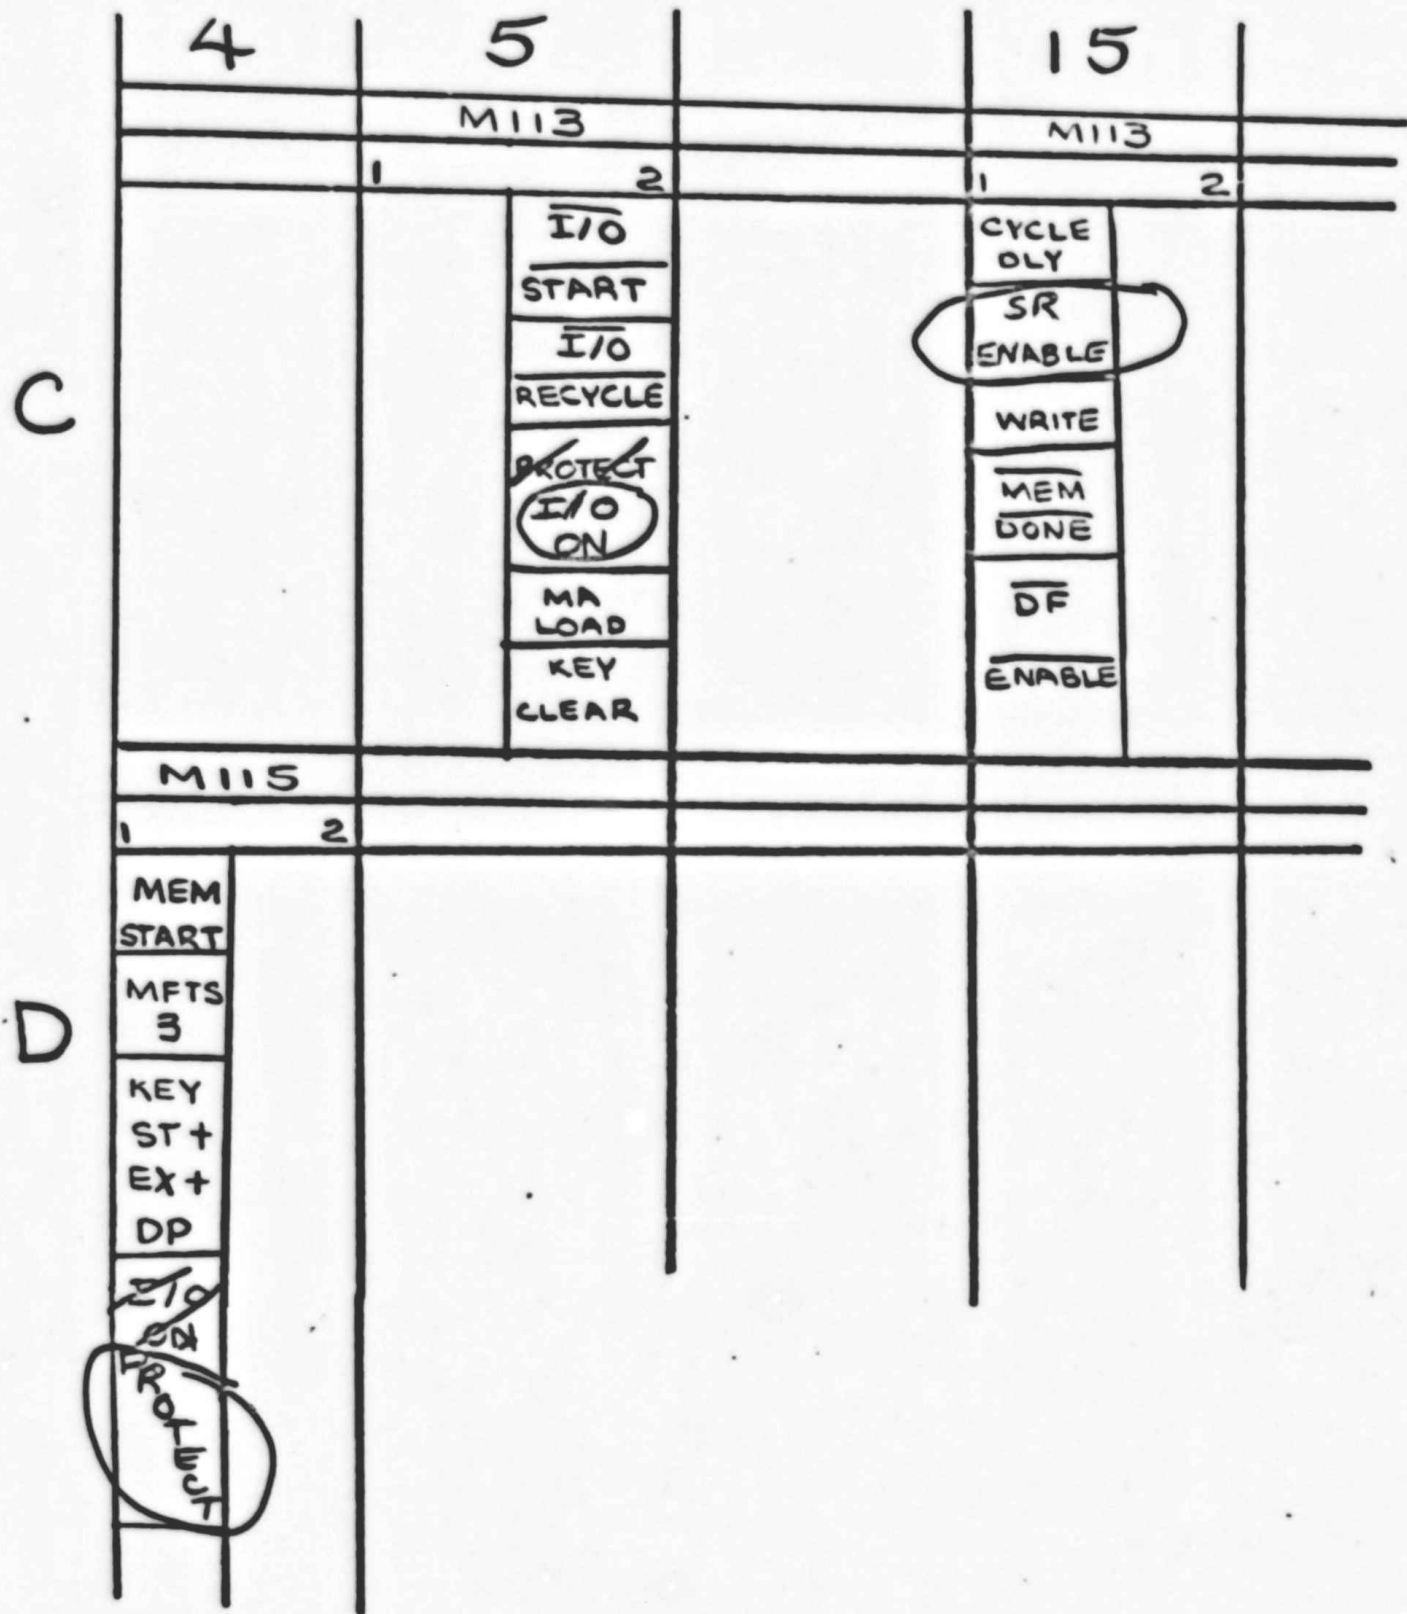 4 5 15
M113 M113
1 2 1 2
C
I/O
START
I/O
RECYCLE
PROTECT
I/O
ON
MA
LOAD
KEY
CLEAR
CYCLE
DLY
SR
ENABLE
WRITE
MEM
DONE
DF
ENABLE
M115
1 2
D
MEM
START
MFTS
3
KEY
ST +
EX +
DP
I/O
ON
PROTECT